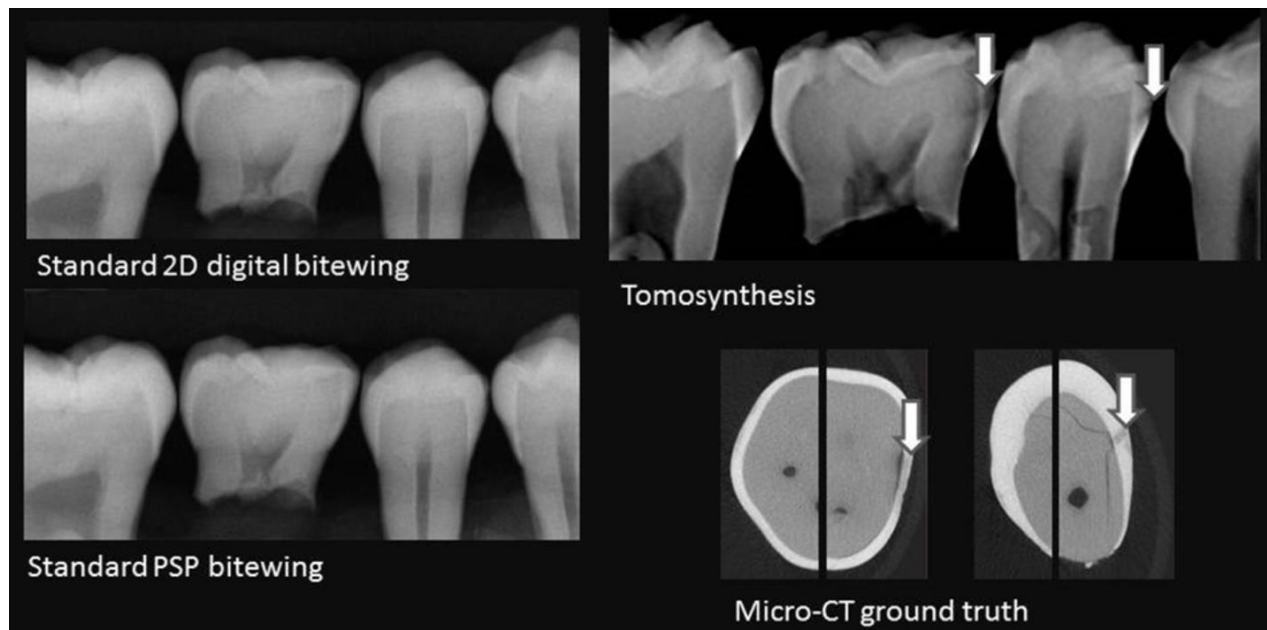 Standard 2D digital bitewing
Tomosynthesis
Standard PSP bitewing
Micro-CT ground truth